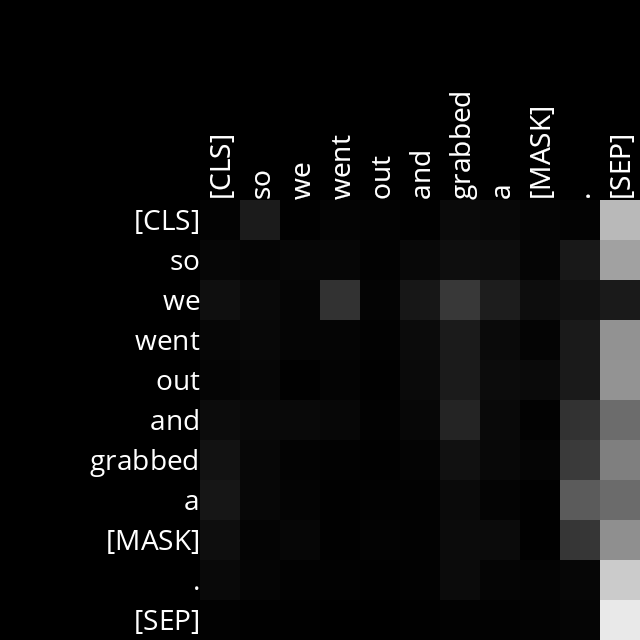 [CLS] so we went out and grabbed a [MASK] . [SEP]
[CLS]
so
we
went
out
and
grabbed
a
[MASK]
.
[SEP]